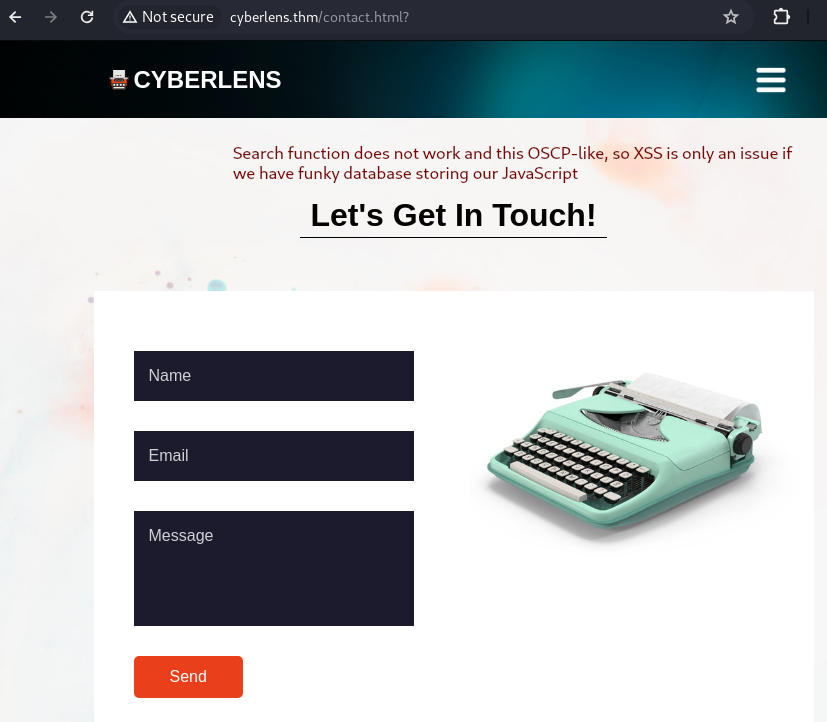 Not secure cyberlens.thm/contact.html?
CYBERLENS
Search function does not work and this OSCP-like, so XSS is only an issue if
we have funky database storing our JavaScript
Let's Get In Touch!
Name
Email
Message
Send